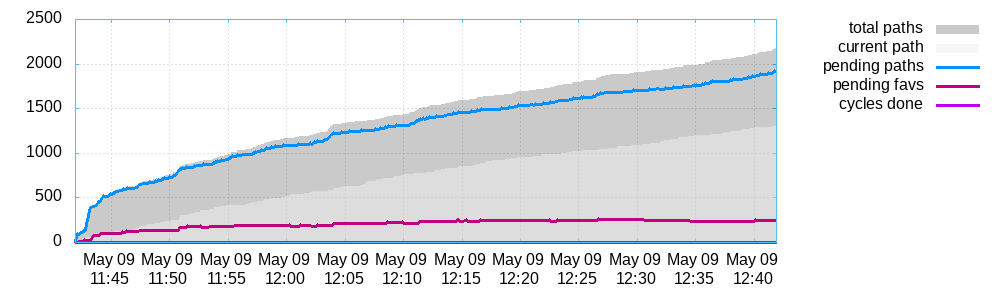 2500
2000
1500
1000
500
0
May 09 May 09 May 09 May 09 May 09 May 09 May 09 May 09 May 09 May 09 May 09 May 09
11:45 11:50 11:55 12:00 12:05 12:10 12:15 12:20 12:25 12:30 12:35 12:40
total paths
current path
pending paths
pending favs
cycles done